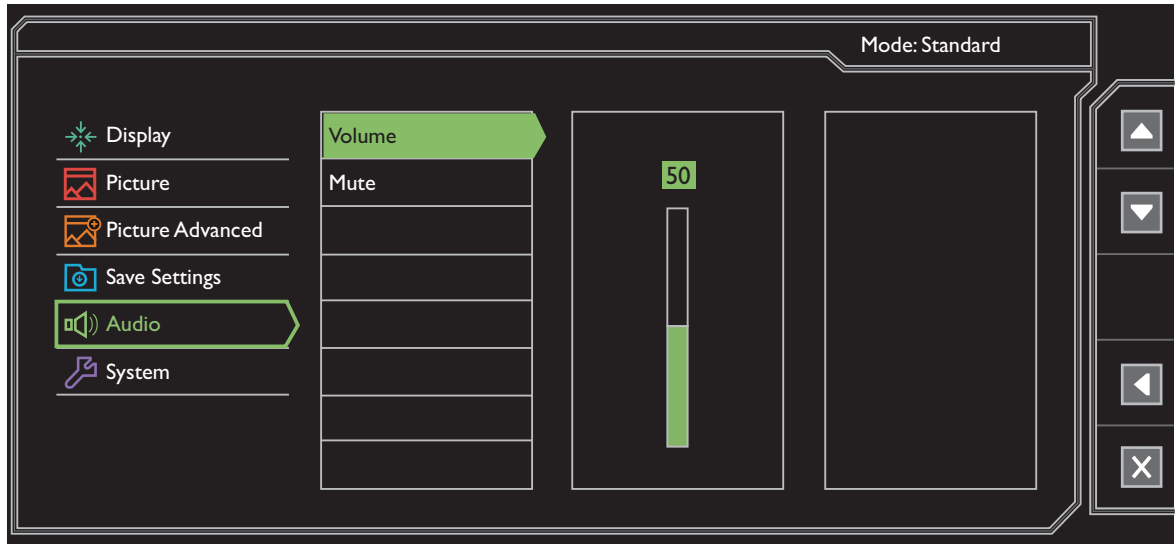 Mode: Standard
Display
Picture
Picture Advanced
Save Settings
Audio
System
Volume
Mute
50